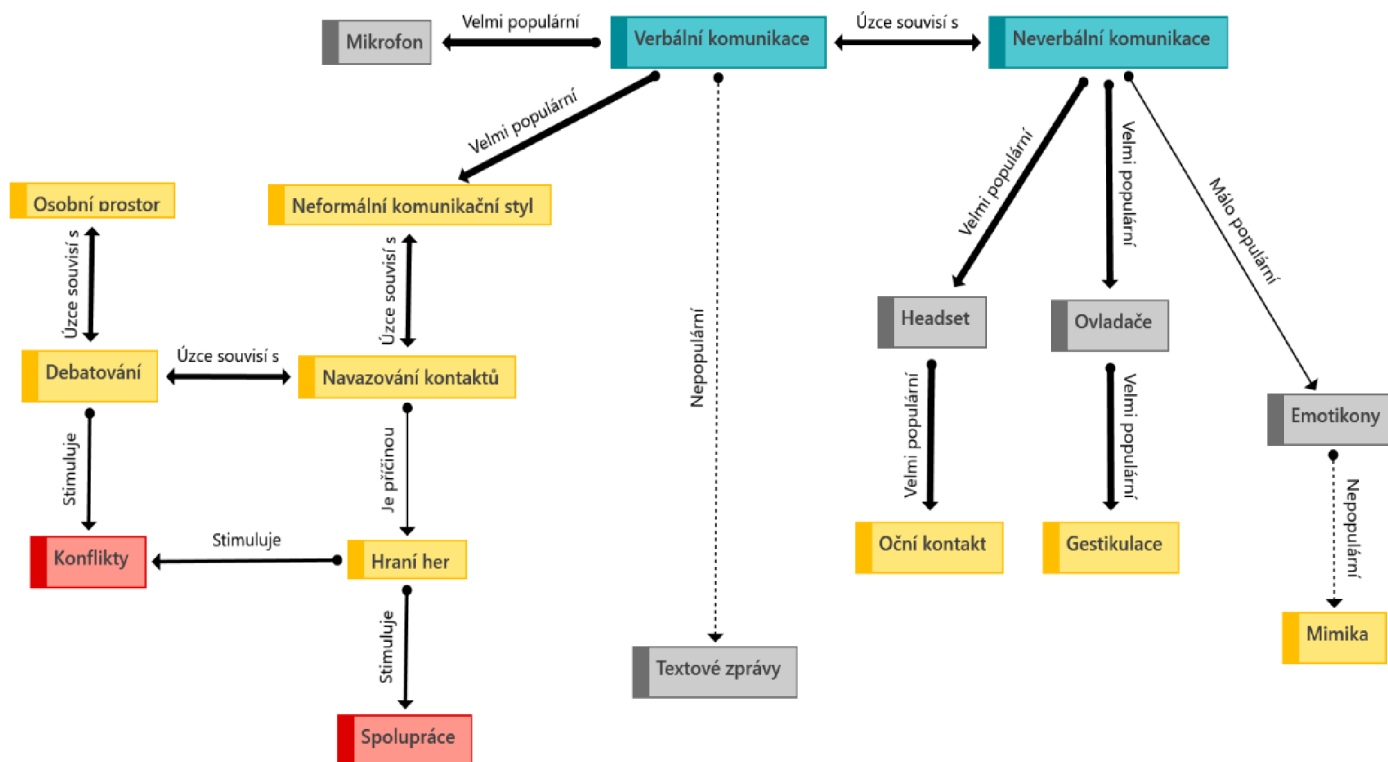 Velmi populární
Úzce souvisí s
Mikrofon
Verbální komunikace
Neverbální komunikace
Velmi populární
Velmi populární
Velmi populární
Málo populární
Osobní prostor
Neformální komunikační styl
Úzce souvisí s
Úzce souvisí s
Nepopulární
Headset
Ovladače
Debatování
Úzce souvisí s
Navazování kontaktů
Emotikony
Stimuluje
Je příčinou
Velmi populární
Velmi populární
Nepopulární
Konflikty
Stimuluje
Hraní her
Oční kontakt
Gestikulace
Stimuluje
Mimika
Textové zprávy
Spolupráce